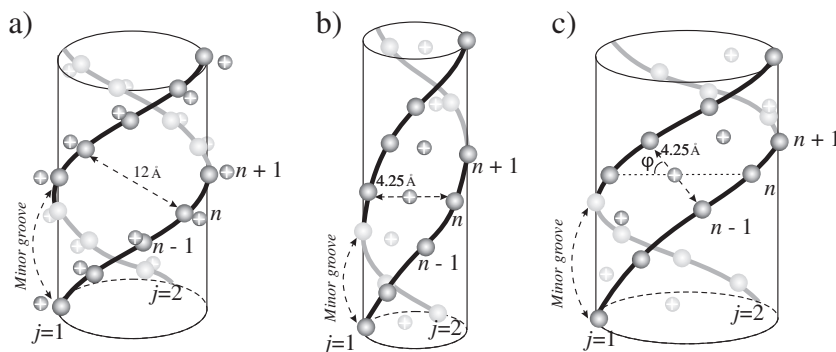 a)
12 Å
n + 1
n
n - 1
Minor groove
j=2
j=1
b)
4.25 Å
n + 1
n
n - 1
Minor groove
j=2
j=1
c)
φ
4.25Å
n + 1
n
n - 1
Minor groove
j=2
j=1